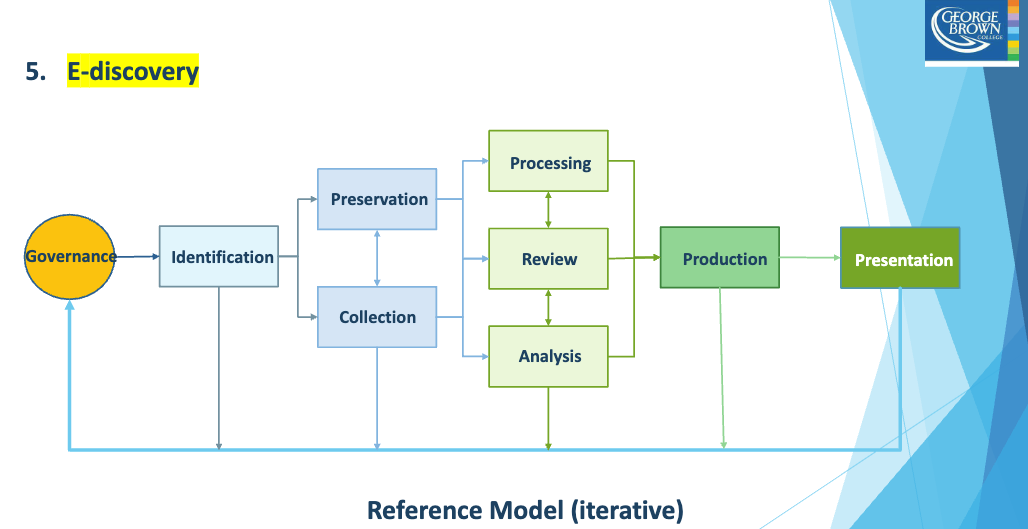 GEORGE
BROWN
COLLEGE
5. E-discovery
Processing
Preservation
Governance
Identification
Review
Production
Presentation
Collection
Analysis
Reference Model (iterative)